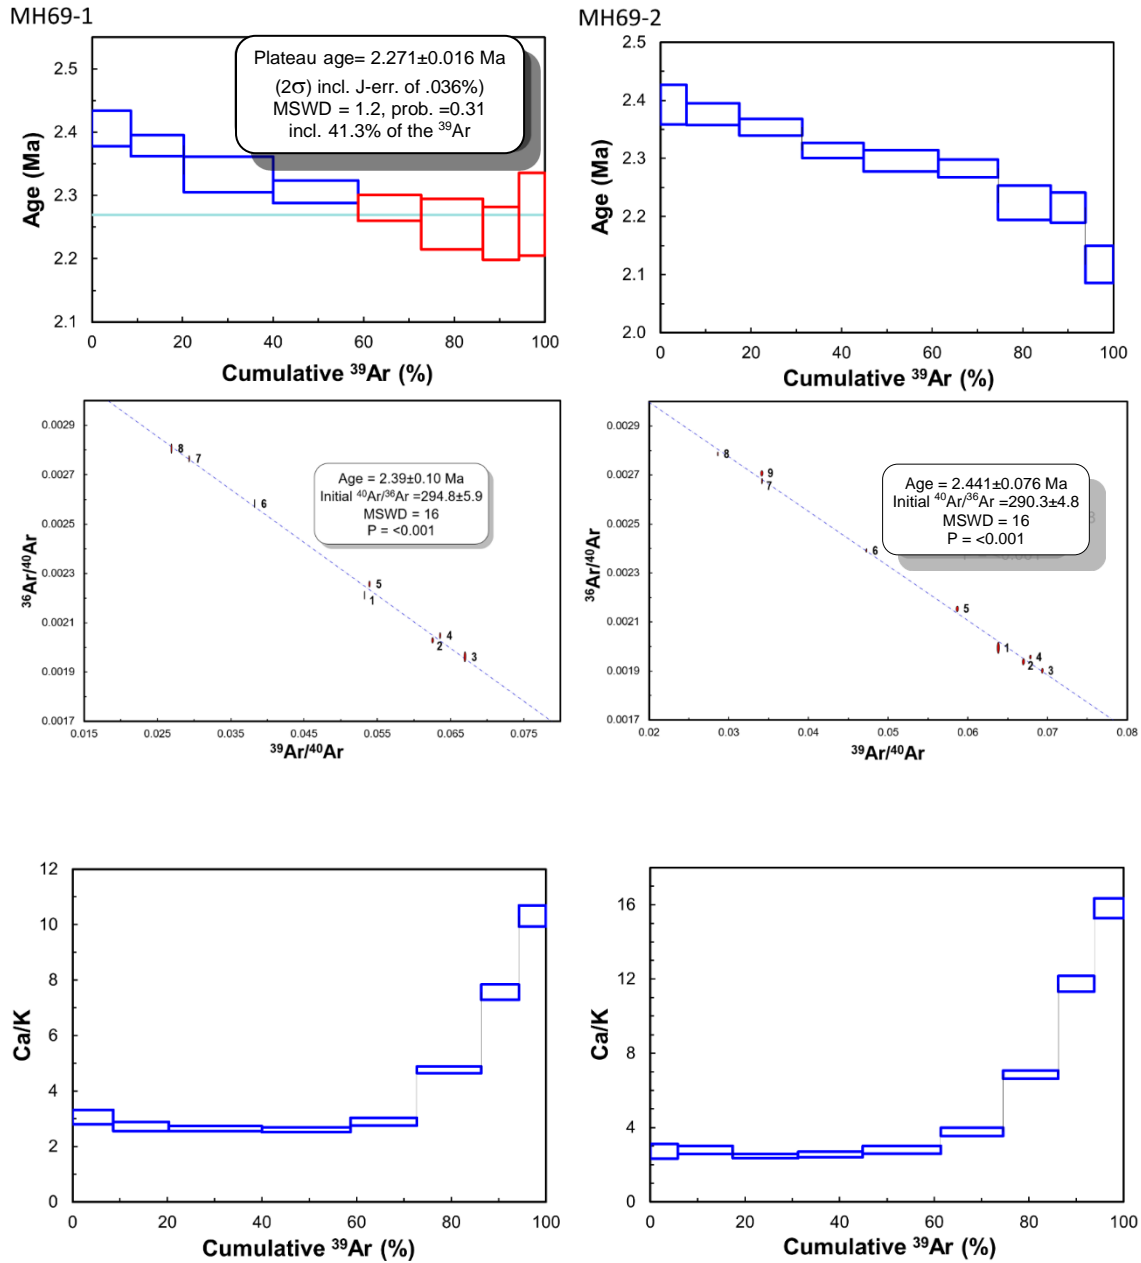 MH69-1
MH69-2
2.5
2.4
2.3
2.2
2.1
Age (Ma)
Plateau age= 2.271±0.016 Ma
(2σ) incl. J-err. of .036%)
MSWD = 1.2, prob. =0.31
incl. 41.3% of the ³⁹Ar
0 20 40 60 80 100
Cumulative ³⁹Ar (%)
2.5
2.4
2.3
2.2
2.1
2.0
Age (Ma)
0 20 40 60 80 100
Cumulative ³⁹Ar (%)
0.0029
0.0027
0.0025
0.0023
0.0021
0.0019
0.0017
³⁶Ar/⁴⁰Ar
8
7
6
5
1
4
2
3
Age = 2.39±0.10 Ma
Initial ⁴⁰Ar/³⁶Ar =294.8±5.9
MSWD = 16
P = <0.001
0.015 0.025 0.035 0.045 0.055 0.065 0.075
³⁹Ar/⁴⁰Ar
0.0029
0.0027
0.0025
0.0023
0.0021
0.0019
0.0017
³⁶Ar/⁴⁰Ar
8
9
7
6
5
1
4
2
3
Age = 2.441±0.076 Ma
Initial ⁴⁰Ar/³⁶Ar =290.3±4.8
MSWD = 16
P = <0.001
0.02 0.03 0.04 0.05 0.06 0.07 0.08
³⁹Ar/⁴⁰Ar
12
10
8
6
4
2
0
Ca/K
0 20 40 60 80 100
Cumulative ³⁹Ar (%)
16
12
8
4
0
Ca/K
0 20 40 60 80 100
Cumulative ³⁹Ar (%)